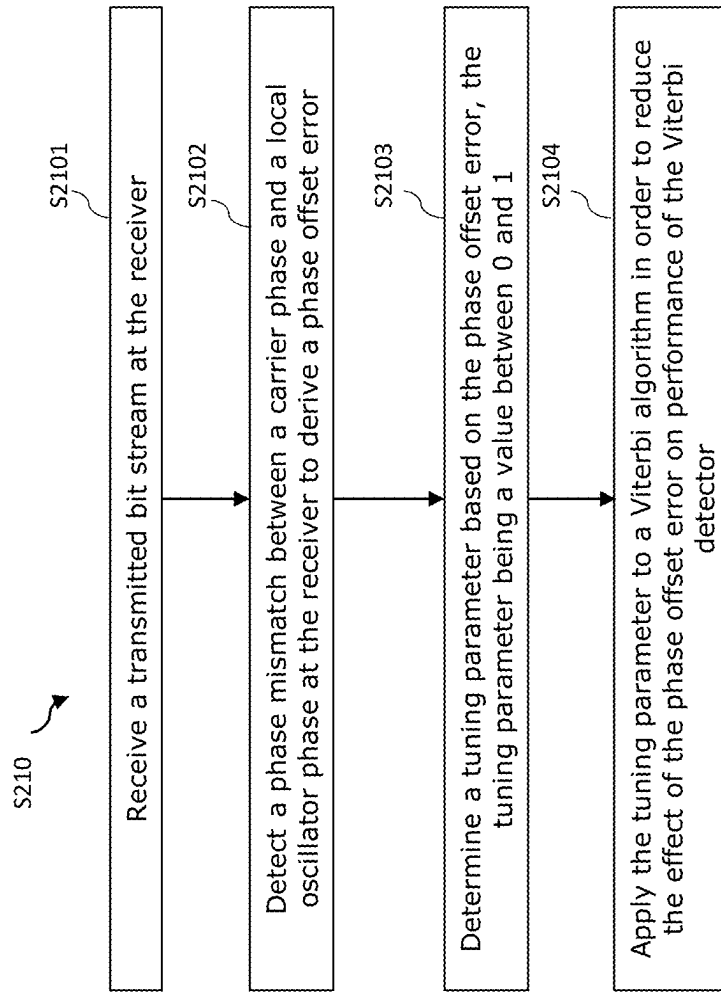 S210
S2101
Receive a transmitted bit stream at the receiver
S2102
Detect a phase mismatch between a carrier phase and a local
oscillator phase at the receiver to derive a phase offset error
S2103
Determine a tuning parameter based on the phase offset error, the
tuning parameter being a value between 0 and 1
S2104
Apply the tuning parameter to a Viterbi algorithm in order to reduce
the effect of the phase offset error on performance of the Viterbi
detector